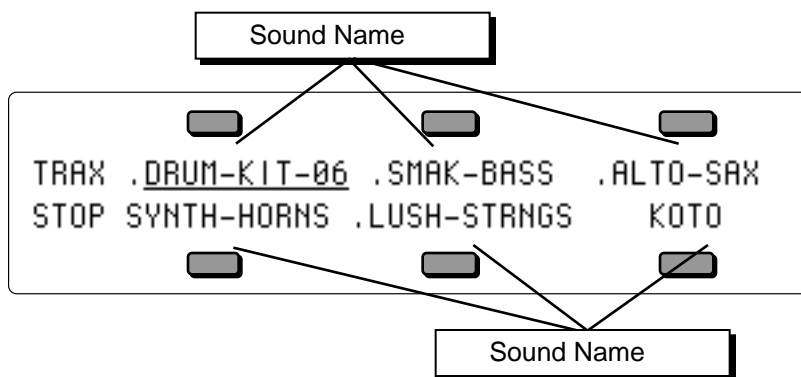 Sound Name
TRAX .DRUM-KIT-06 .SMAK-BASS .ALTO-SAX
STOP SYNTH-HORNS .LUSH-STRNGS KOTO
Sound Name